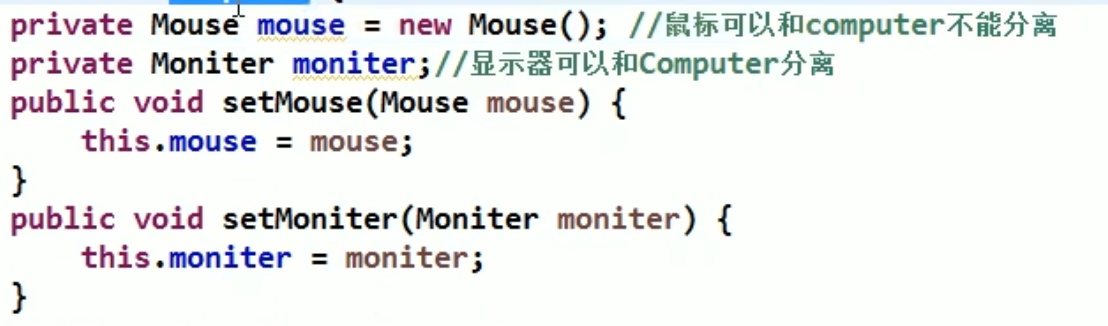 private Mouse mouse = new Mouse(); //鼠标可以和computer不能分离
private Moniter moniter;//显示器可以和Computer分离
public void setMouse(Mouse mouse) {
    this.mouse = mouse;
}
public void setMoniter(Moniter moniter) {
    this.moniter = moniter;
}